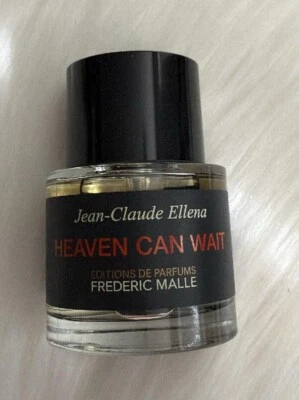 Jean-Claude Ellena
HEAVEN CAN WAIT
EDITIONS DE PARFUMS
FREDERIC MALLE